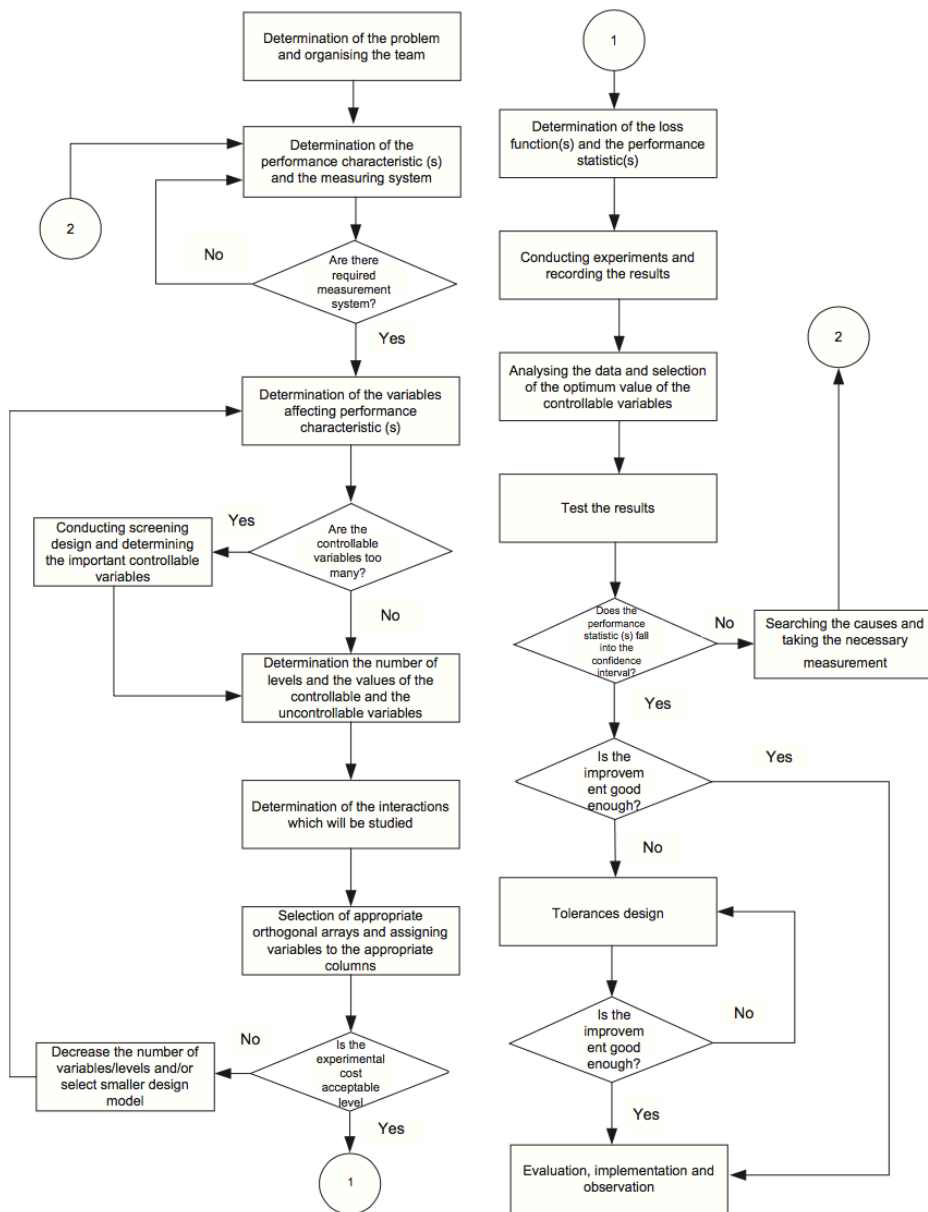 Determination of the problem
and organising the team
Determination of the
performance characteristic (s)
and the measuring system
2
No
Are there
required
measurement
system?
Yes
Determination of the variables
affecting performance
characteristic (s)
Conducting screening
design and determining
the important controllable
variables
Yes
Are the
controllable
variables too
many?
No
Determination the number of
levels and the values of the
controllable and the
uncontrollable variables
Determination of the interactions
which will be studied
Selection of appropriate
orthogonal arrays and assigning
variables to the appropriate
columns
Decrease the number of
variables/levels and/or
select smaller design
model
No
Is the
experimental
cost
acceptable
level
Yes
1
1
Determination of the loss
function(s) and the performance
statistic(s)
Conducting experiments and
recording the results
2
Analysing the data and selection
of the optimum value of the
controllable variables
Test the results
Does the
performance
statistic (s) fall
into the
confidence
interval?
No
Searching the causes and
taking the necessary
measurement
Yes
Is the
improvem
ent good
enough?
Yes
No
Tolerances design
Is the
improvem
ent good
enough?
No
Yes
Evaluation, implementation and
observation